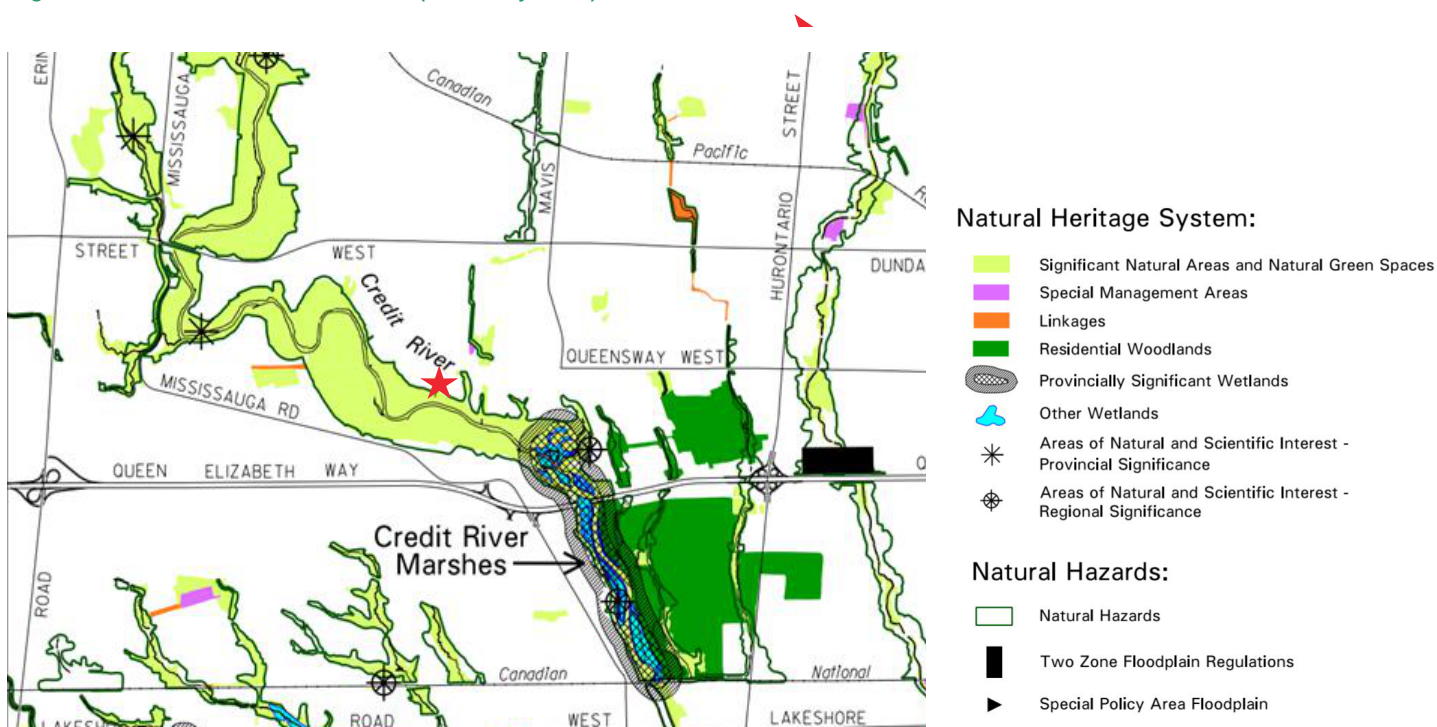 ERIN
MISSISSAUGA
Canadian
Pacific
STREET
MAVIS
HURONTARIO
STREET
WEST
DUNDA
Credit
River
QUEENSWAY WEST
MISSISSAUGA RD
QUEEN ELIZABETH WAY
Credit River
Marshes
ROAD
Canadian
National
ROAD
WEST
LAKESHORE
Natural Heritage System:
Significant Natural Areas and Natural Green Spaces
Special Management Areas
Linkages
Residential Woodlands
Provincially Significant Wetlands
Other Wetlands
Areas of Natural and Scientific Interest -
Provincial Significance
Areas of Natural and Scientific Interest -
Regional Significance
Natural Hazards:
Natural Hazards
Two Zone Floodplain Regulations
Special Policy Area Floodplain